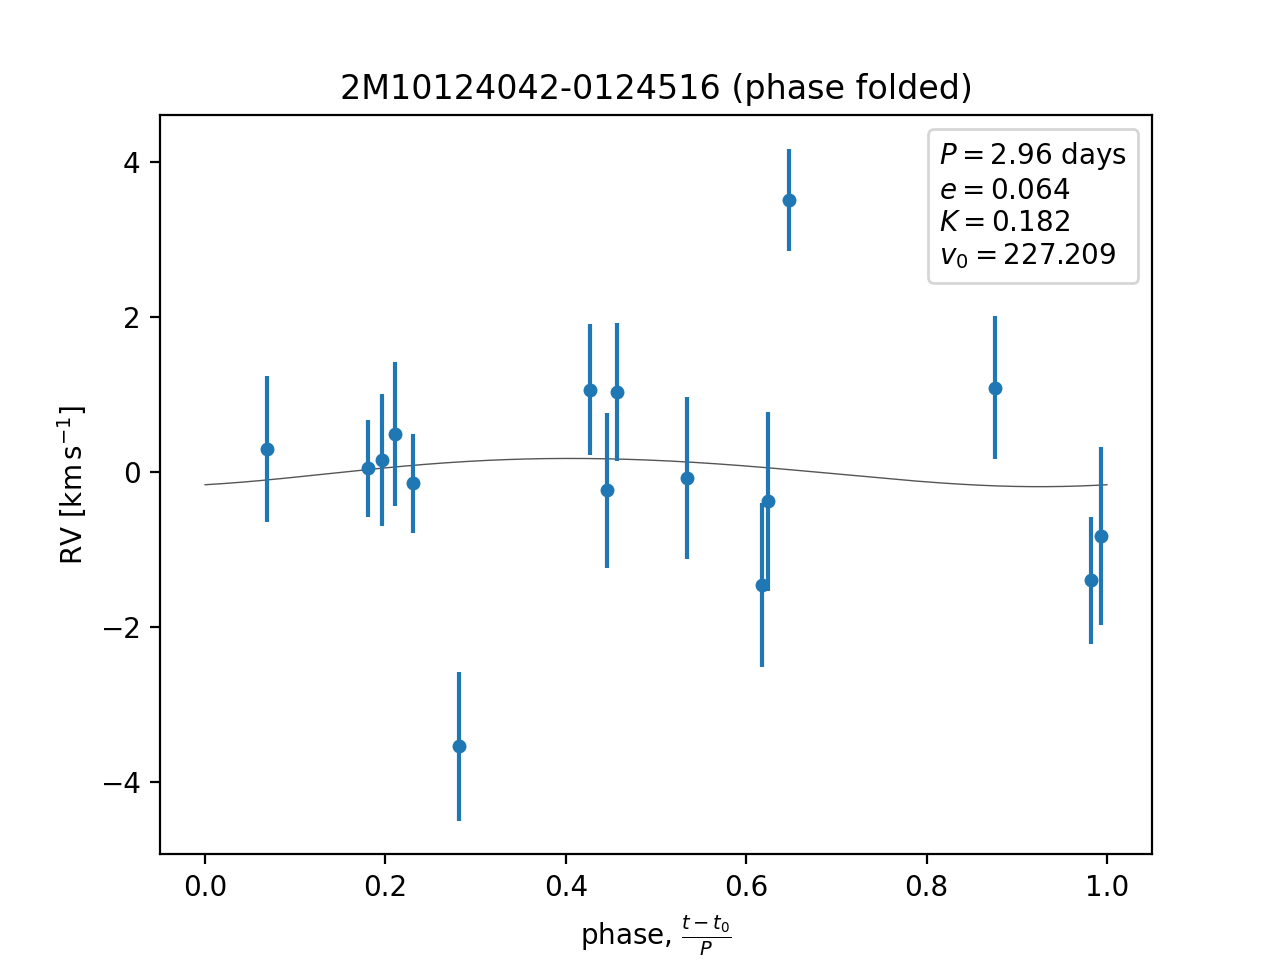 2M10124042-0124516 (phase folded)
P = 2.96 days
e = 0.064
K = 0.182
v₀ = 227.209
RV [km s⁻¹]
4
2
0
−2
−4
0.0 0.2 0.4 0.6 0.8 1.0
phase, (t − t₀)/P